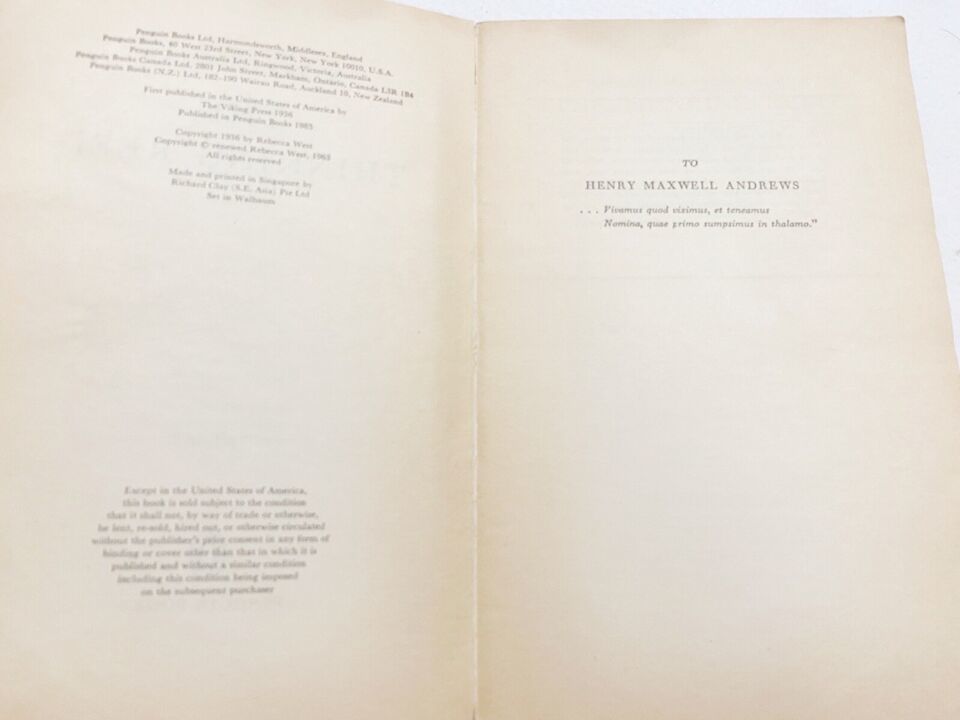 Penguin Books Ltd, Harmondsworth, Middlesex, England
Penguin Books, 40 West 23rd Street, New York, New York 10010, U.S.A.
Penguin Books Australia Ltd, Ringwood, Victoria, Australia
Penguin Books Canada Ltd, 2801 John Street, Markham, Ontario, Canada L3R 1B4
Penguin Books (N.Z.) Ltd, 182–190 Wairau Road, Auckland 10, New Zealand
First published in the United States of America by
The Viking Press 1936
Published in Penguin Books 1985
Copyright 1936 by Rebecca West
Copyright © renewed Rebecca West, 1963
All rights reserved
Made and printed in Singapore by
Richard Clay (S.E. Asia) Pte Ltd
Set in Walbaum
Except in the United States of America,
this book is sold subject to the condition
that it shall not, by way of trade or otherwise,
be lent, re-sold, hired out, or otherwise circulated
without the publisher's prior consent in any form of
binding or cover other than that in which it is
published and without a similar condition
including this condition being imposed
on the subsequent purchaser
TO
HENRY MAXWELL ANDREWS
. . . Vivamus quod viximus, et teneamus
Nomina, quae primo sumpsimus in thalamo."